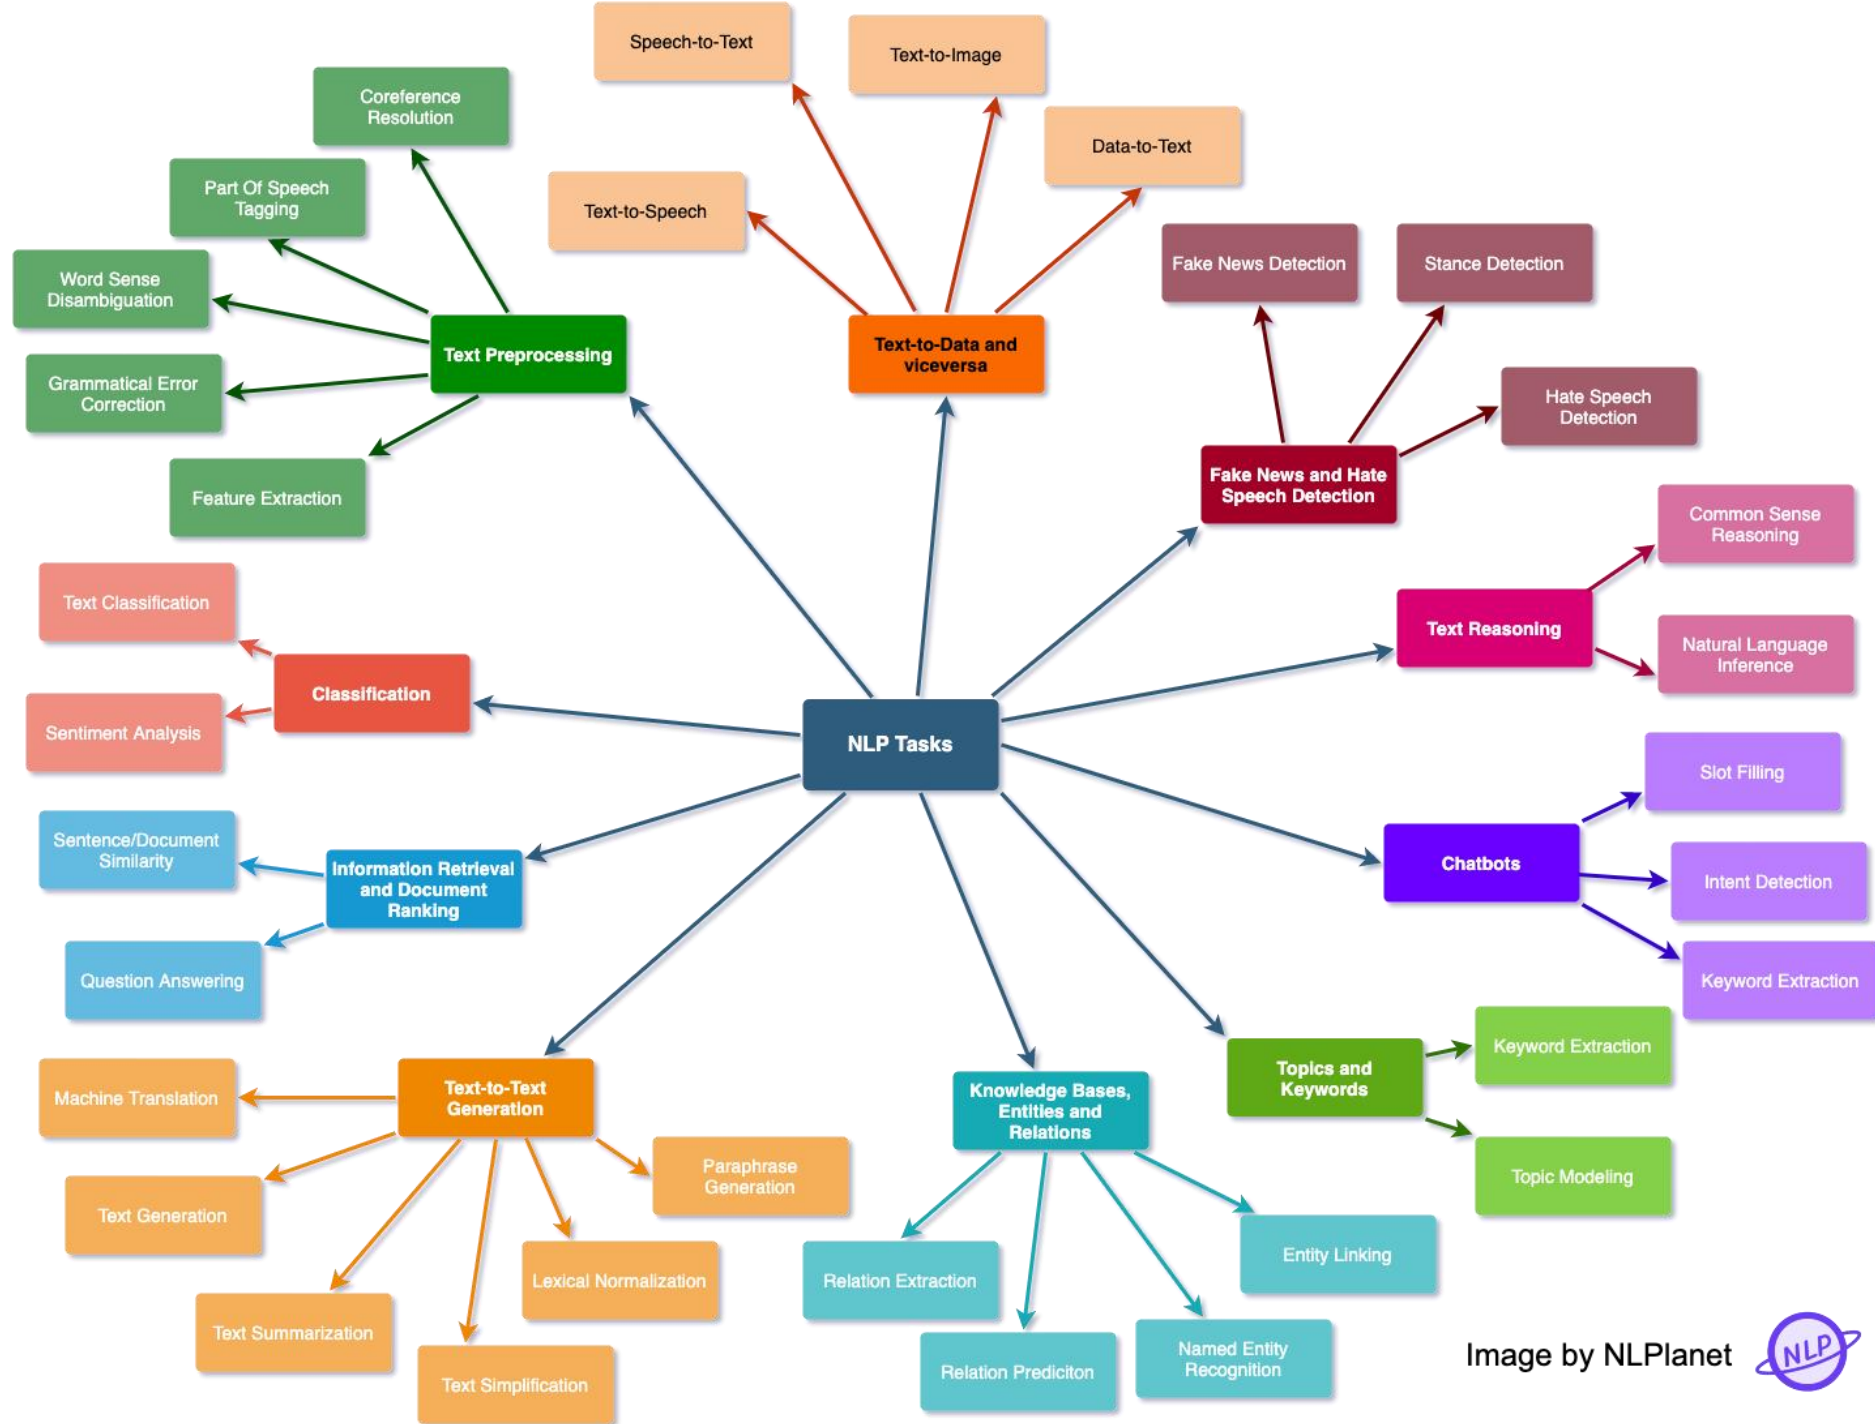 Speech-to-Text
Text-to-Image
Coreference
Resolution
Data-to-Text
Part Of Speech
Tagging
Text-to-Speech
Fake News Detection
Stance Detection
Word Sense
Disambiguation
Text Preprocessing
Text-to-Data and
viceversa
Grammatical Error
Correction
Hate Speech
Detection
Fake News and Hate
Speech Detection
Feature Extraction
Common Sense
Reasoning
Text Classification
Text Reasoning
Natural Language
Inference
Classification
Sentiment Analysis
NLP Tasks
Slot Filling
Sentence/Document
Similarity
Information Retrieval
and Document
Ranking
Chatbots
Intent Detection
Question Answering
Keyword Extraction
Keyword Extraction
Topics and
Keywords
Machine Translation
Text-to-Text
Generation
Knowledge Bases,
Entities and
Relations
Paraphrase
Generation
Topic Modeling
Text Generation
Entity Linking
Lexical Normalization
Relation Extraction
Text Summarization
Named Entity
Recognition
Relation Prediciton
Text Simplification
Image by NLPlanet
NLP